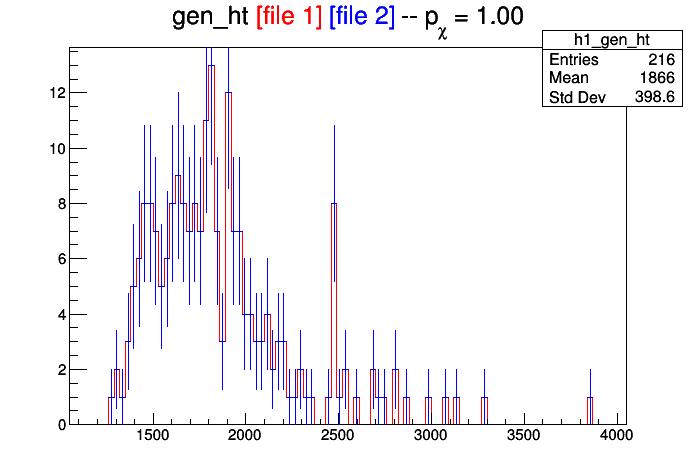 gen_ht [file 1] [file 2] -- pχ = 1.00
h1_gen_ht
Entries 216
Mean 1866
Std Dev 398.6
12
10
8
6
4
2
0
1500 2000 2500 3000 3500 4000